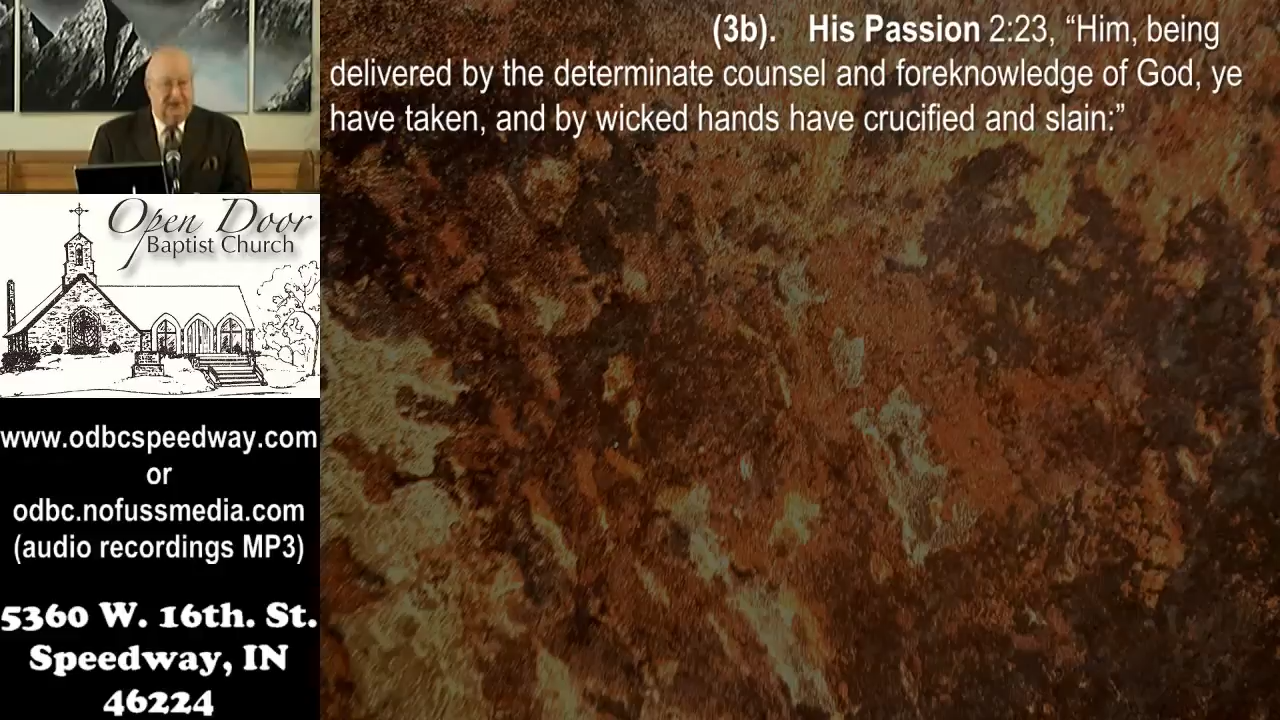 (3b). His Passion 2:23, “Him, being
delivered by the determinate counsel and foreknowledge of God, ye
have taken, and by wicked hands have crucified and slain:”
Open Door
Baptist Church
www.odbcspeedway.com
or
odbc.nofussmedia.com
(audio recordings MP3)
5360 W. 16th. St.
Speedway, IN
46224